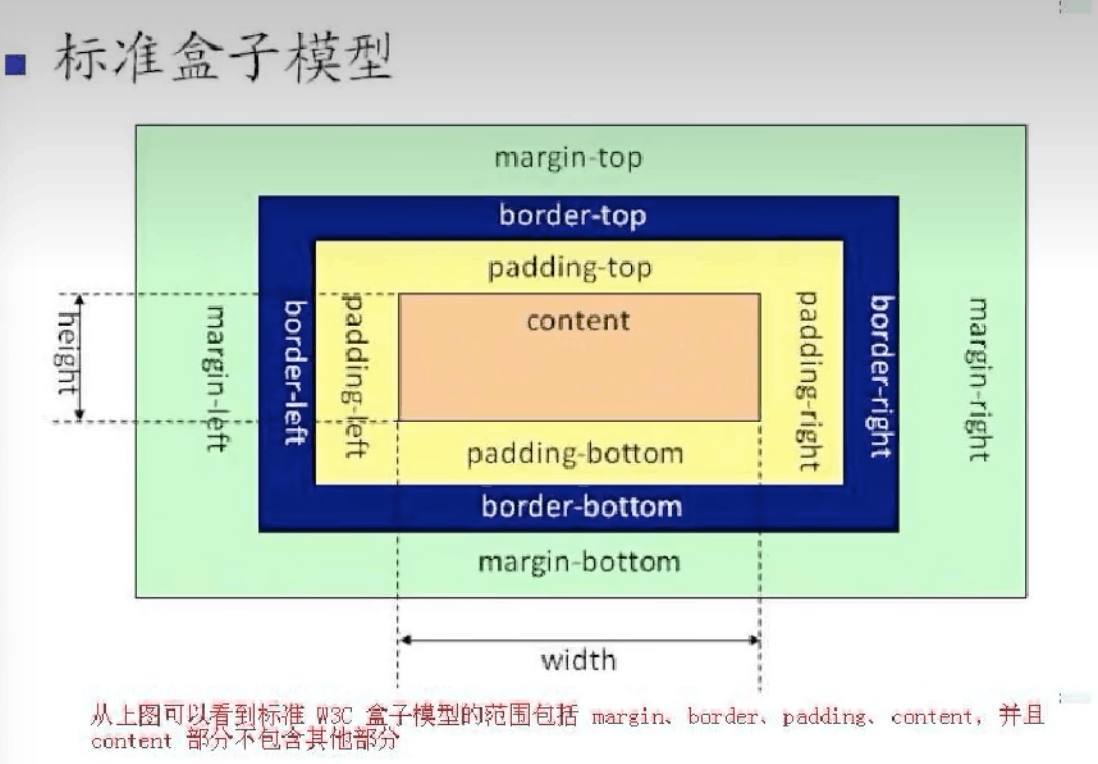 标准盒子模型
margin-top
border-top
padding-top
height
margin-left
border-left
padding-left
content
padding-right
border-right
margin-right
padding-bottom
border-bottom
margin-bottom
width
从上图可以看到标准 W3C 盒子模型的范围包括 margin、border、padding、content, 并且
content 部分不包含其他部分